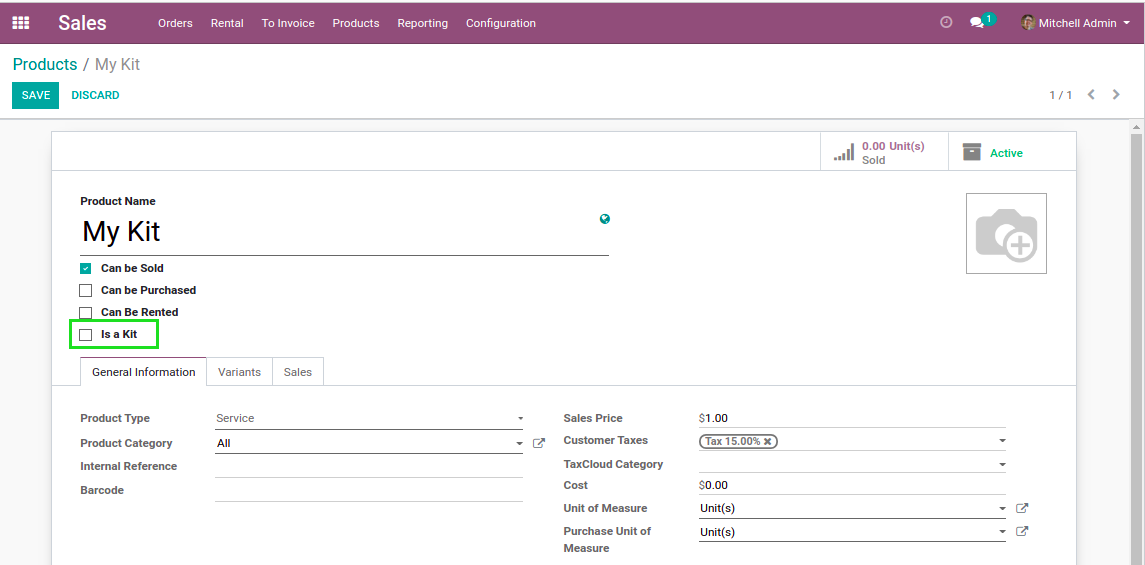 Sales Orders Rental To Invoice Products Reporting Configuration 1 Mitchell Admin
Products / My Kit
SAVE DISCARD 1 / 1
0.00 Unit(s)
Sold
Active
Product Name
My Kit
Can be Sold
Can be Purchased
Can Be Rented
Is a Kit
General Information Variants Sales
Product Type Service
Product Category All
Internal Reference
Barcode
Sales Price $1.00
Customer Taxes Tax 15.00% ✖
TaxCloud Category
Cost $0.00
Unit of Measure Unit(s)
Purchase Unit of Unit(s)
Measure